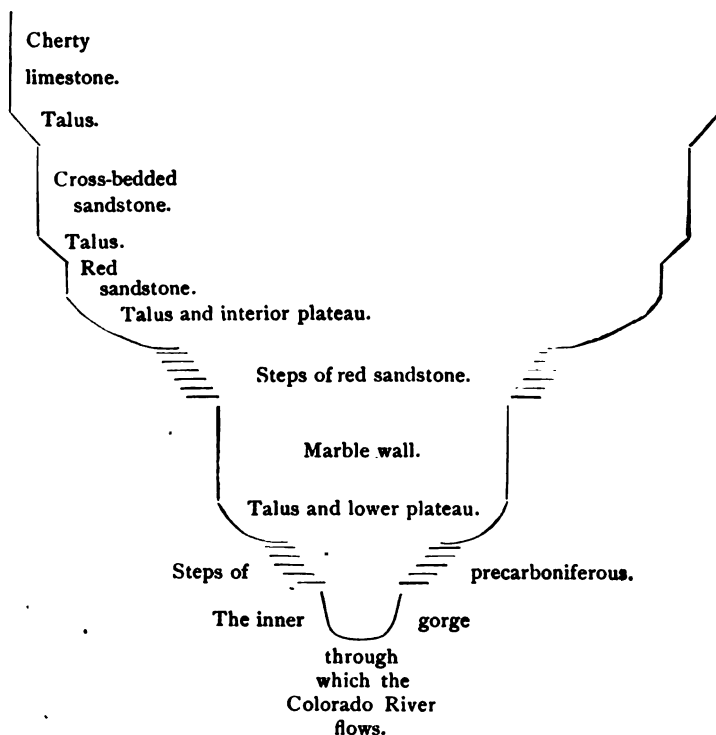 Cherty
limestone.
Talus.
Cross-bedded
sandstone.
Talus.
Red
sandstone.
Talus and interior plateau.
Steps of red sandstone.
Marble wall.
Talus and lower plateau.
Steps of precarboniferous.
The inner gorge
through
which the
Colorado River
flows.